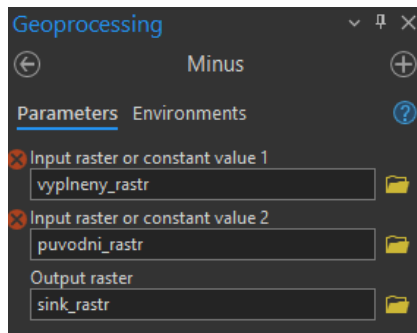 Geoprocessing
Minus
Parameters Environments
Input raster or constant value 1
vyplneny_rastr
Input raster or constant value 2
puvodni_rastr
Output raster
sink_rastr